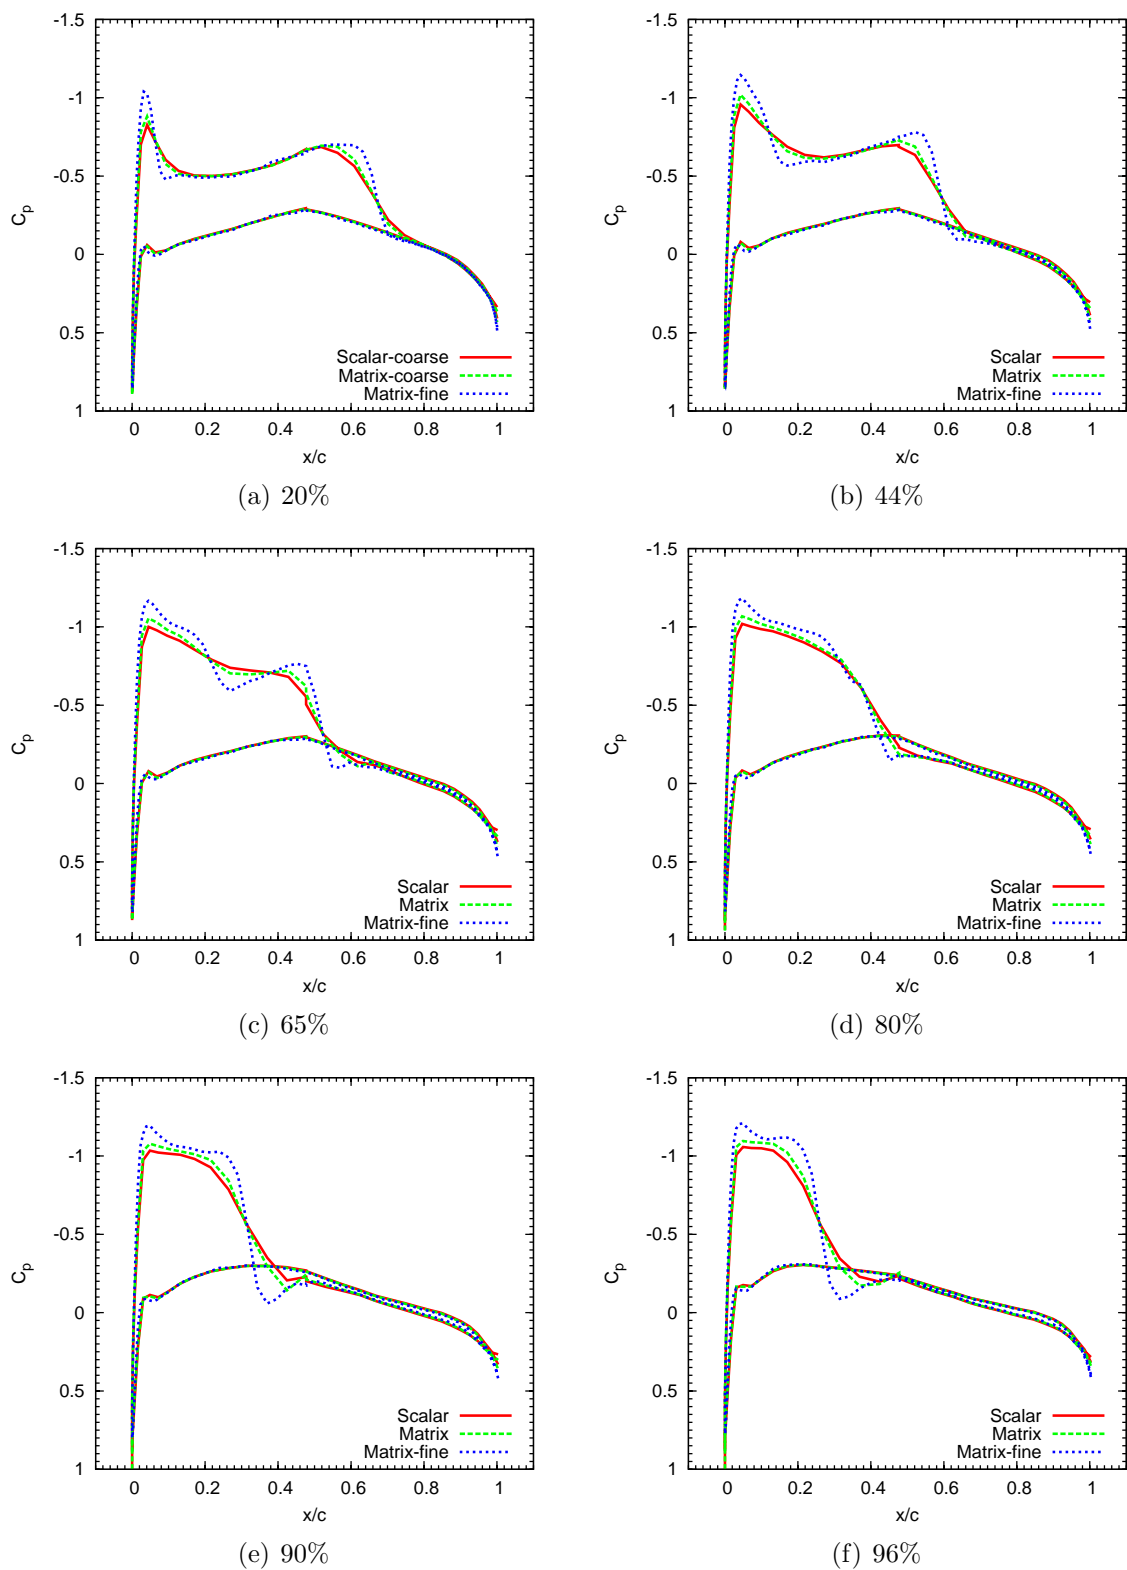 -1.5
-1
-0.5
0
0.5
1
Cp
Scalar-coarse
Matrix-coarse
Matrix-fine
0 0.2 0.4 0.6 0.8 1
x/c
(a) 20%
-1.5
-1
-0.5
0
0.5
1
Cp
Scalar
Matrix
Matrix-fine
0 0.2 0.4 0.6 0.8 1
x/c
(b) 44%
-1.5
-1
-0.5
0
0.5
1
Cp
Scalar
Matrix
Matrix-fine
0 0.2 0.4 0.6 0.8 1
x/c
(c) 65%
-1.5
-1
-0.5
0
0.5
1
Cp
Scalar
Matrix
Matrix-fine
0 0.2 0.4 0.6 0.8 1
x/c
(d) 80%
-1.5
-1
-0.5
0
0.5
1
Cp
Scalar
Matrix
Matrix-fine
0 0.2 0.4 0.6 0.8 1
x/c
(e) 90%
-1.5
-1
-0.5
0
0.5
1
Cp
Scalar
Matrix
Matrix-fine
0 0.2 0.4 0.6 0.8 1
x/c
(f) 96%